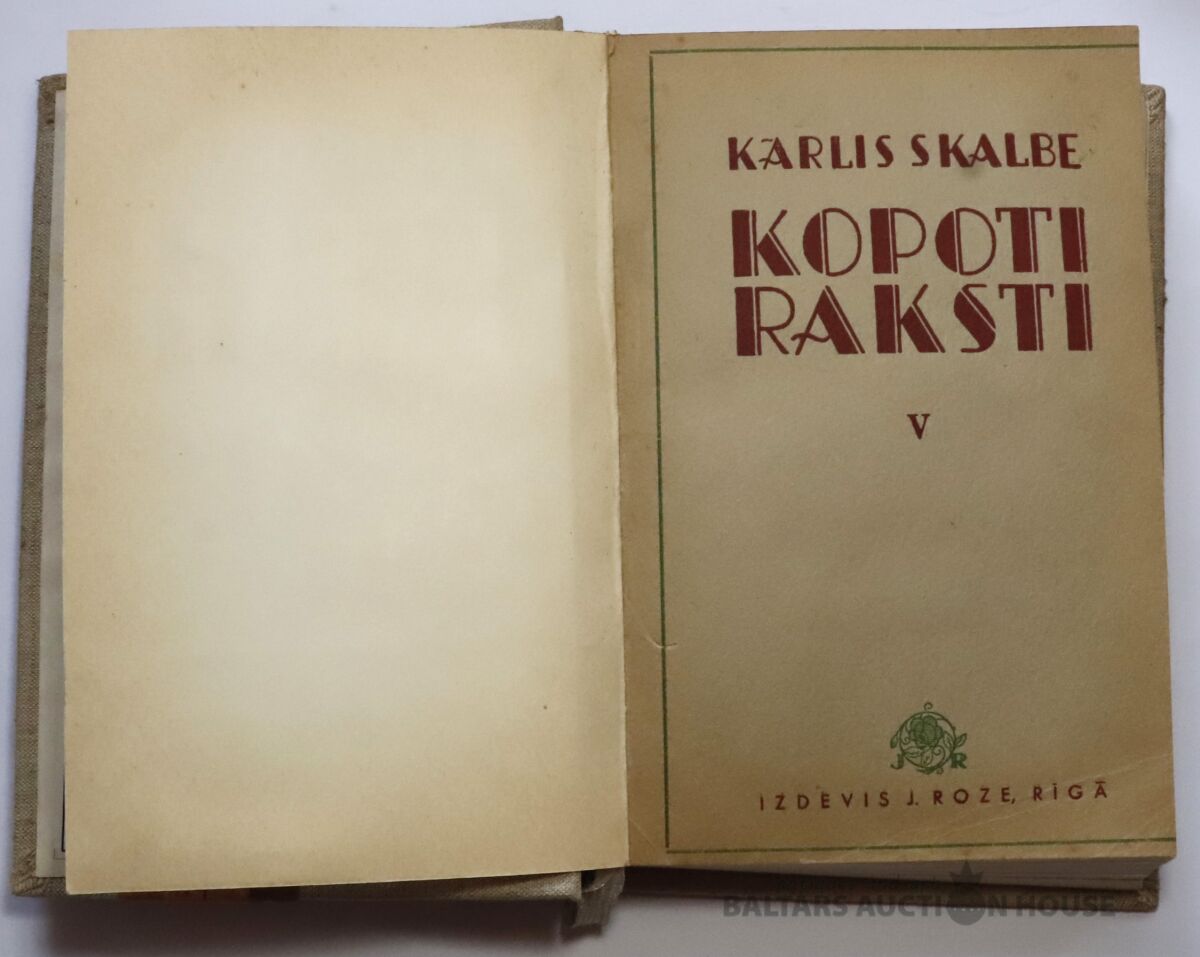 KĀRLIS SKALBE
KOPOTI
RAKSTI
V
J R
IZDEVIS J. ROZE, RĪGĀ
BALTARS AUCTION HOUSE